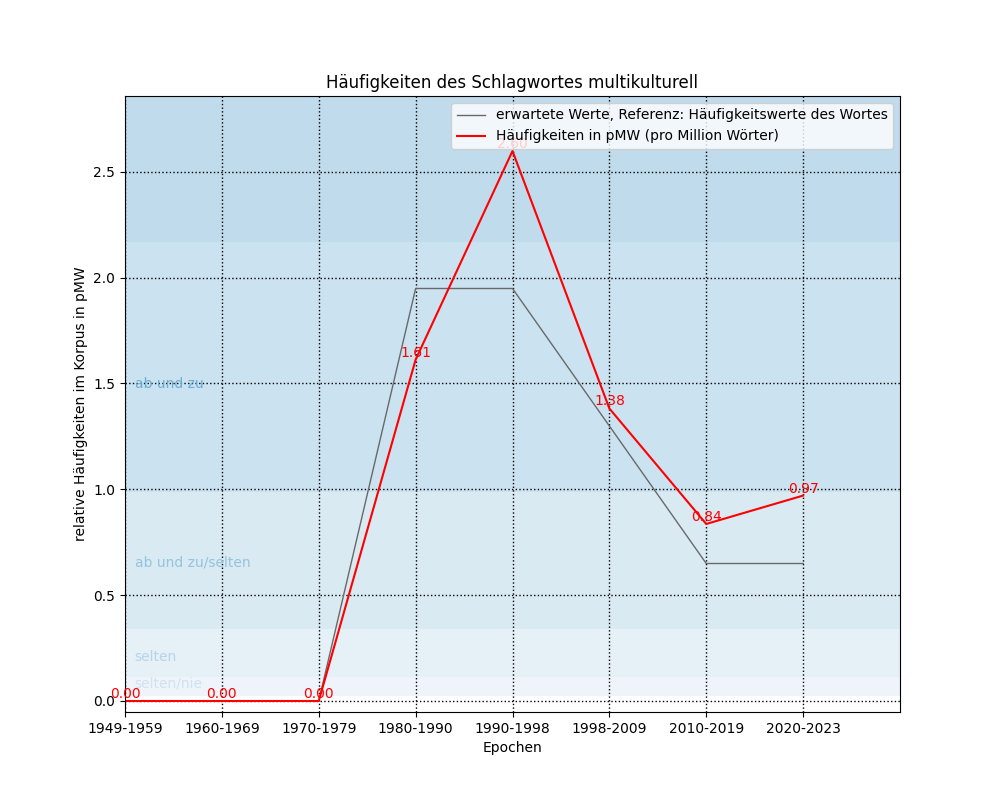 Häufigkeiten des Schlagwortes multikulturell
erwartete Werte, Referenz: Häufigkeitswerte des Wortes
Häufigkeiten in pMW (pro Million Wörter)
2.60
2.5
2.0
1.61
ab und zu
1.5
1.38
1.0
0.97
0.84
ab und zu/selten
0.5
selten
selten/nie
0.00 0.00 0.00
0.0
relative Häufigkeiten im Korpus in pMW
1949-1959 1960-1969 1970-1979 1980-1990 1990-1998 1998-2009 2010-2019 2020-2023
Epochen